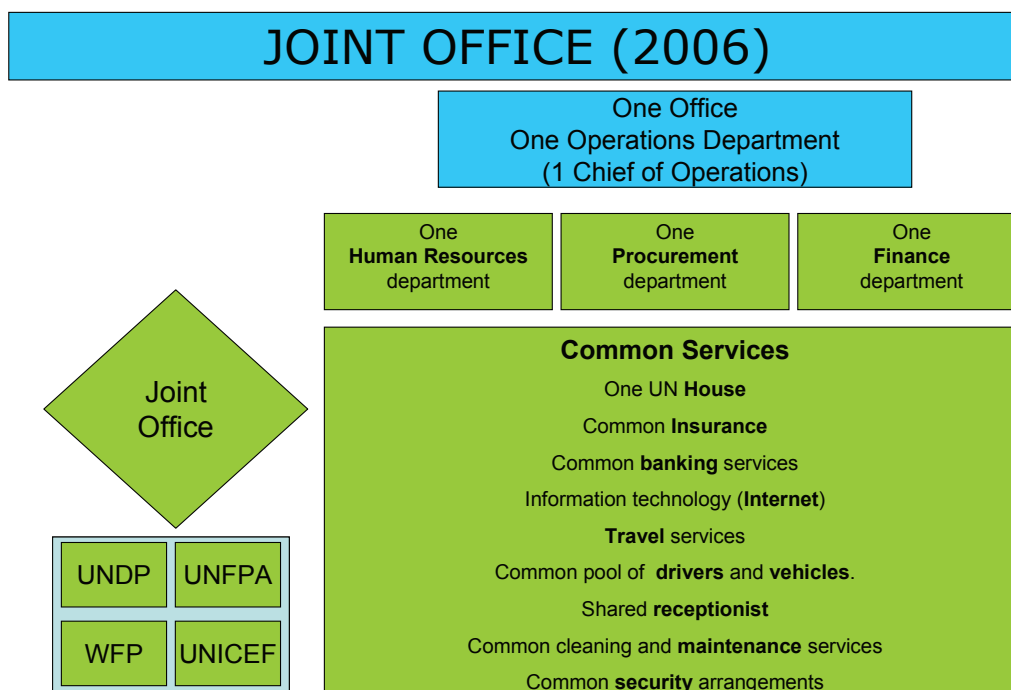 JOINT OFFICE (2006)
One Office
One Operations Department
(1 Chief of Operations)
One
Human Resources
department
One
Procurement
department
One
Finance
department
Joint
Office
UNDP
UNFPA
WFP
UNICEF
Common Services
One UN House
Common Insurance
Common banking services
Information technology (Internet)
Travel services
Common pool of drivers and vehicles.
Shared receptionist
Common cleaning and maintenance services
Common security arrangements